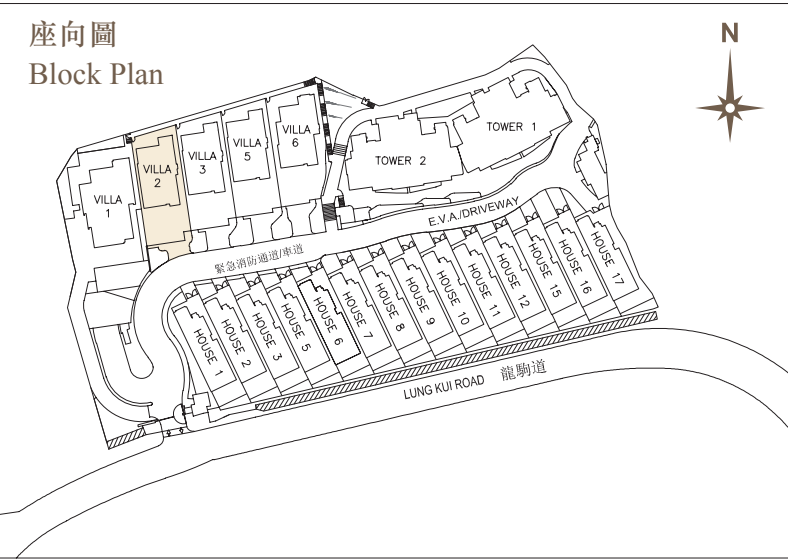 座向圖
Block Plan
N
VILLA
1
VILLA
2
VILLA
3
VILLA
5
VILLA
6
TOWER 2
TOWER 1
E.V.A./DRIVEWAY
緊急消防通道/車道
HOUSE 1
HOUSE 2
HOUSE 3
HOUSE 5
HOUSE 6
HOUSE 7
HOUSE 8
HOUSE 9
HOUSE 10
HOUSE 11
HOUSE 12
HOUSE 15
HOUSE 16
HOUSE 17
LUNG KUI ROAD 龍駒道